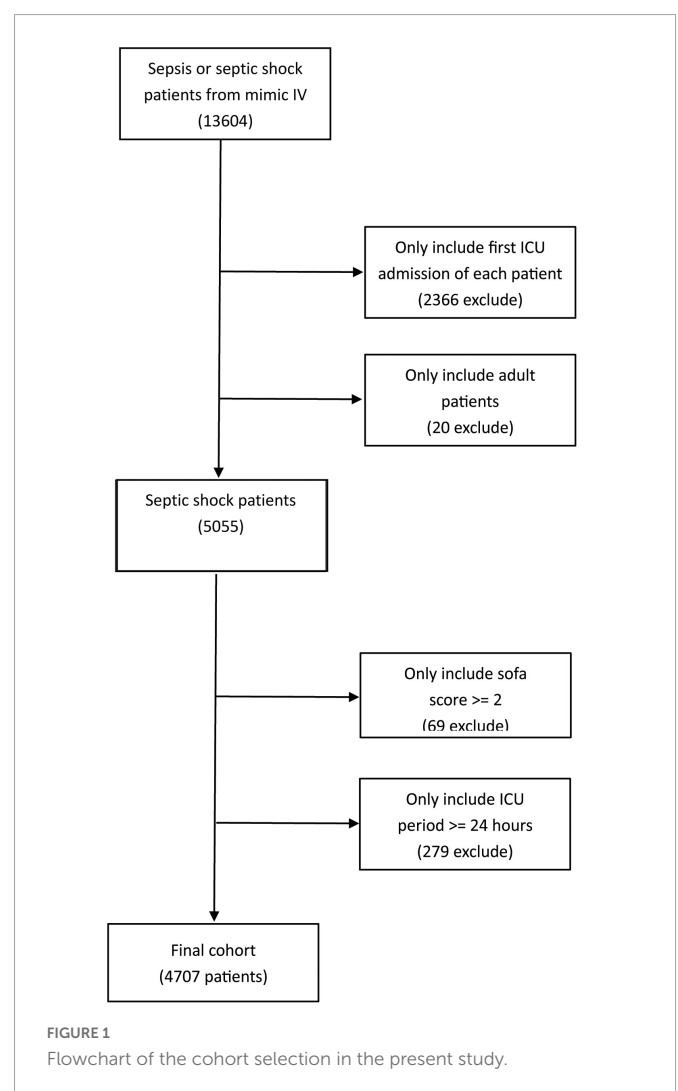 Sepsis or septic shock
patients from mimic IV
(13604)
Only include first ICU
admission of each patient
(2366 exclude)
Only include adult
patients
(20 exclude)
Septic shock patients
(5055)
Only include sofa
score >= 2
(69 exclude)
Only include ICU
period >= 24 hours
(279 exclude)
Final cohort
(4707 patients)
FIGURE 1
Flowchart of the cohort selection in the present study.